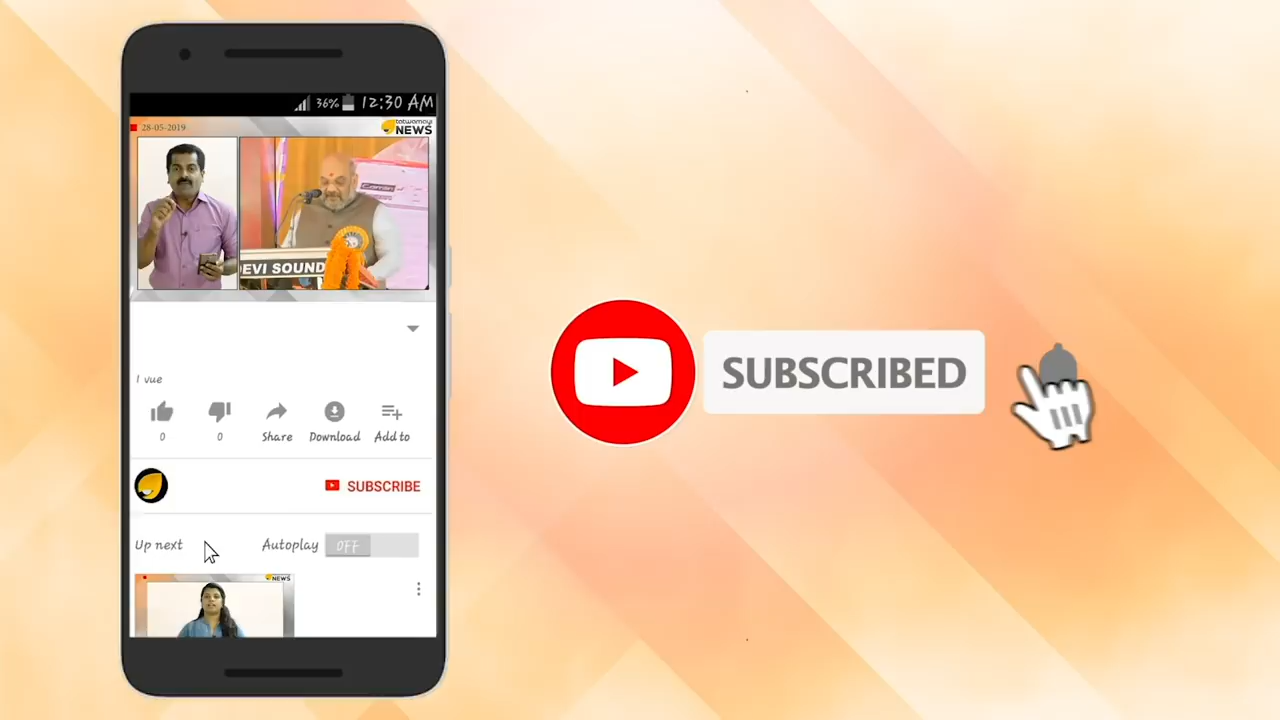 36% 12:30 AM
28-05-2019
tatwamayi
NEWS
DEVI SOUND
1 vue
0 0 Share Download Add to
SUBSCRIBE
Up next Autoplay OFF
NEWS
SUBSCRIBED